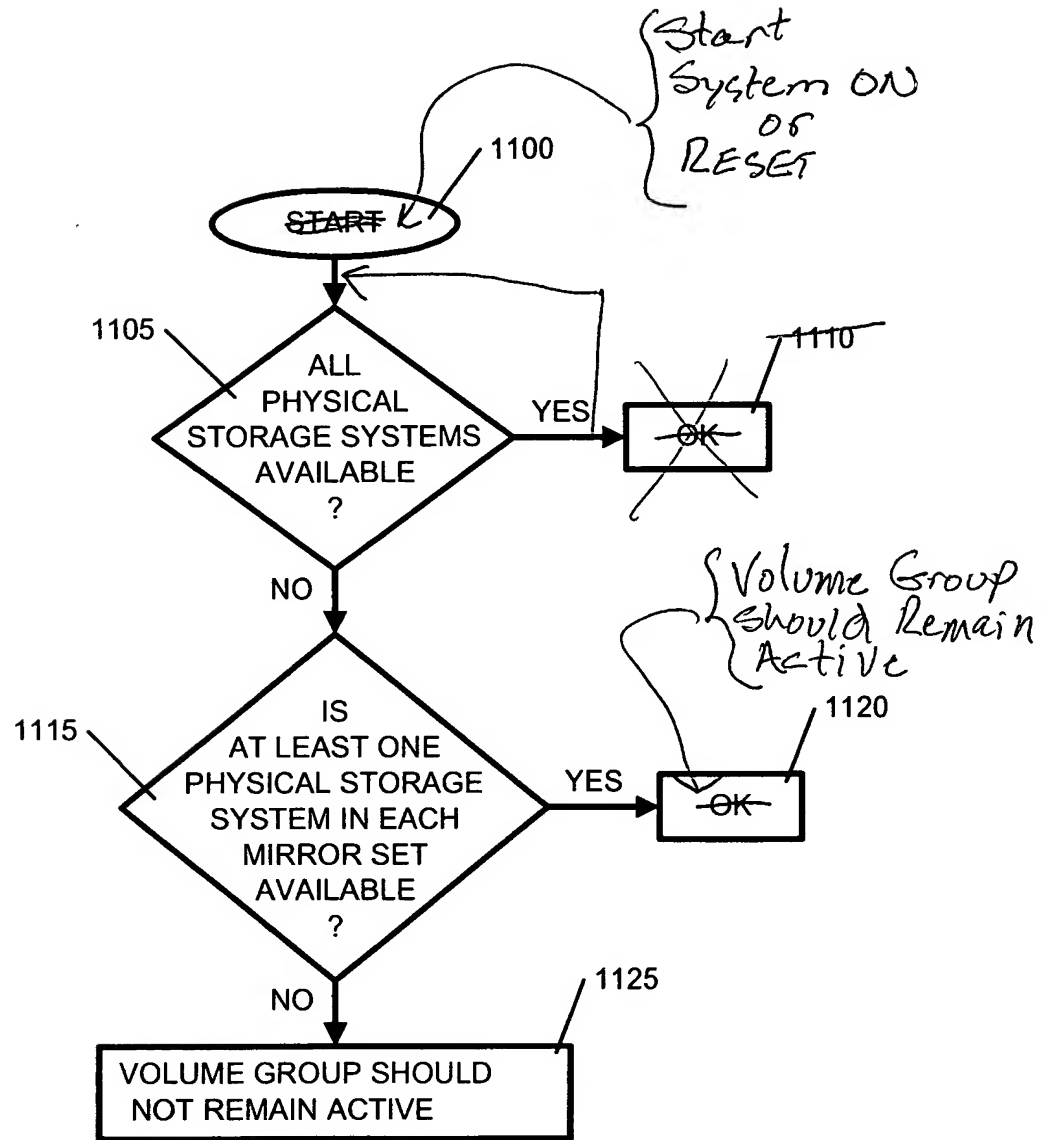 Start
System ON
or
RESET
1100
START
1105
ALL
PHYSICAL
STORAGE SYSTEMS
AVAILABLE
?
YES
1110
OK
NO
Volume Group
should Remain
Active
1115
IS
AT LEAST ONE
PHYSICAL STORAGE
SYSTEM IN EACH
MIRROR SET
AVAILABLE
?
YES
1120
OK
NO
1125
VOLUME GROUP SHOULD
NOT REMAIN ACTIVE